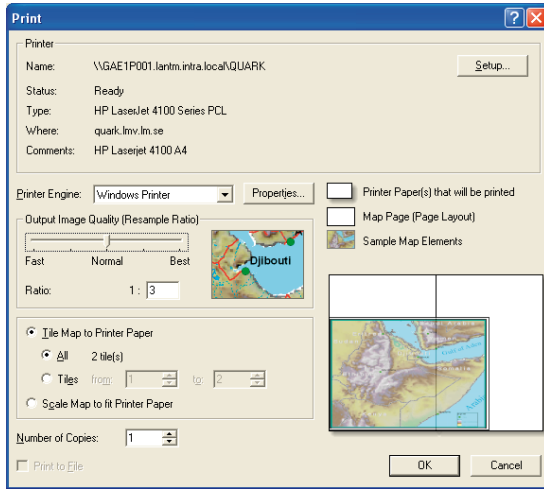 Print
Printer
Name: \\GAE1P001.lantm.intra.local\QUARK
Setup...
Status: Ready
Type: HP LaserJet 4100 Series PCL
Where: quark.lmv.lm.se
Comments: HP Laserjet 4100 A4
Printer Engine: Windows Printer Properties...
Printer Paper(s) that will be printed
Map Page (Page Layout)
Sample Map Elements
Output Image Quality (Resample Ratio)
Fast Normal Best
Ratio: 1: 3
Djibouti
Tile Map to Printer Paper
All 2 tile(s)
Tiles from: 1 to: 2
Scale Map to fit Printer Paper
Gulf of Aden
Somalia
Number of Copies: 1
Print to File
OK Cancel